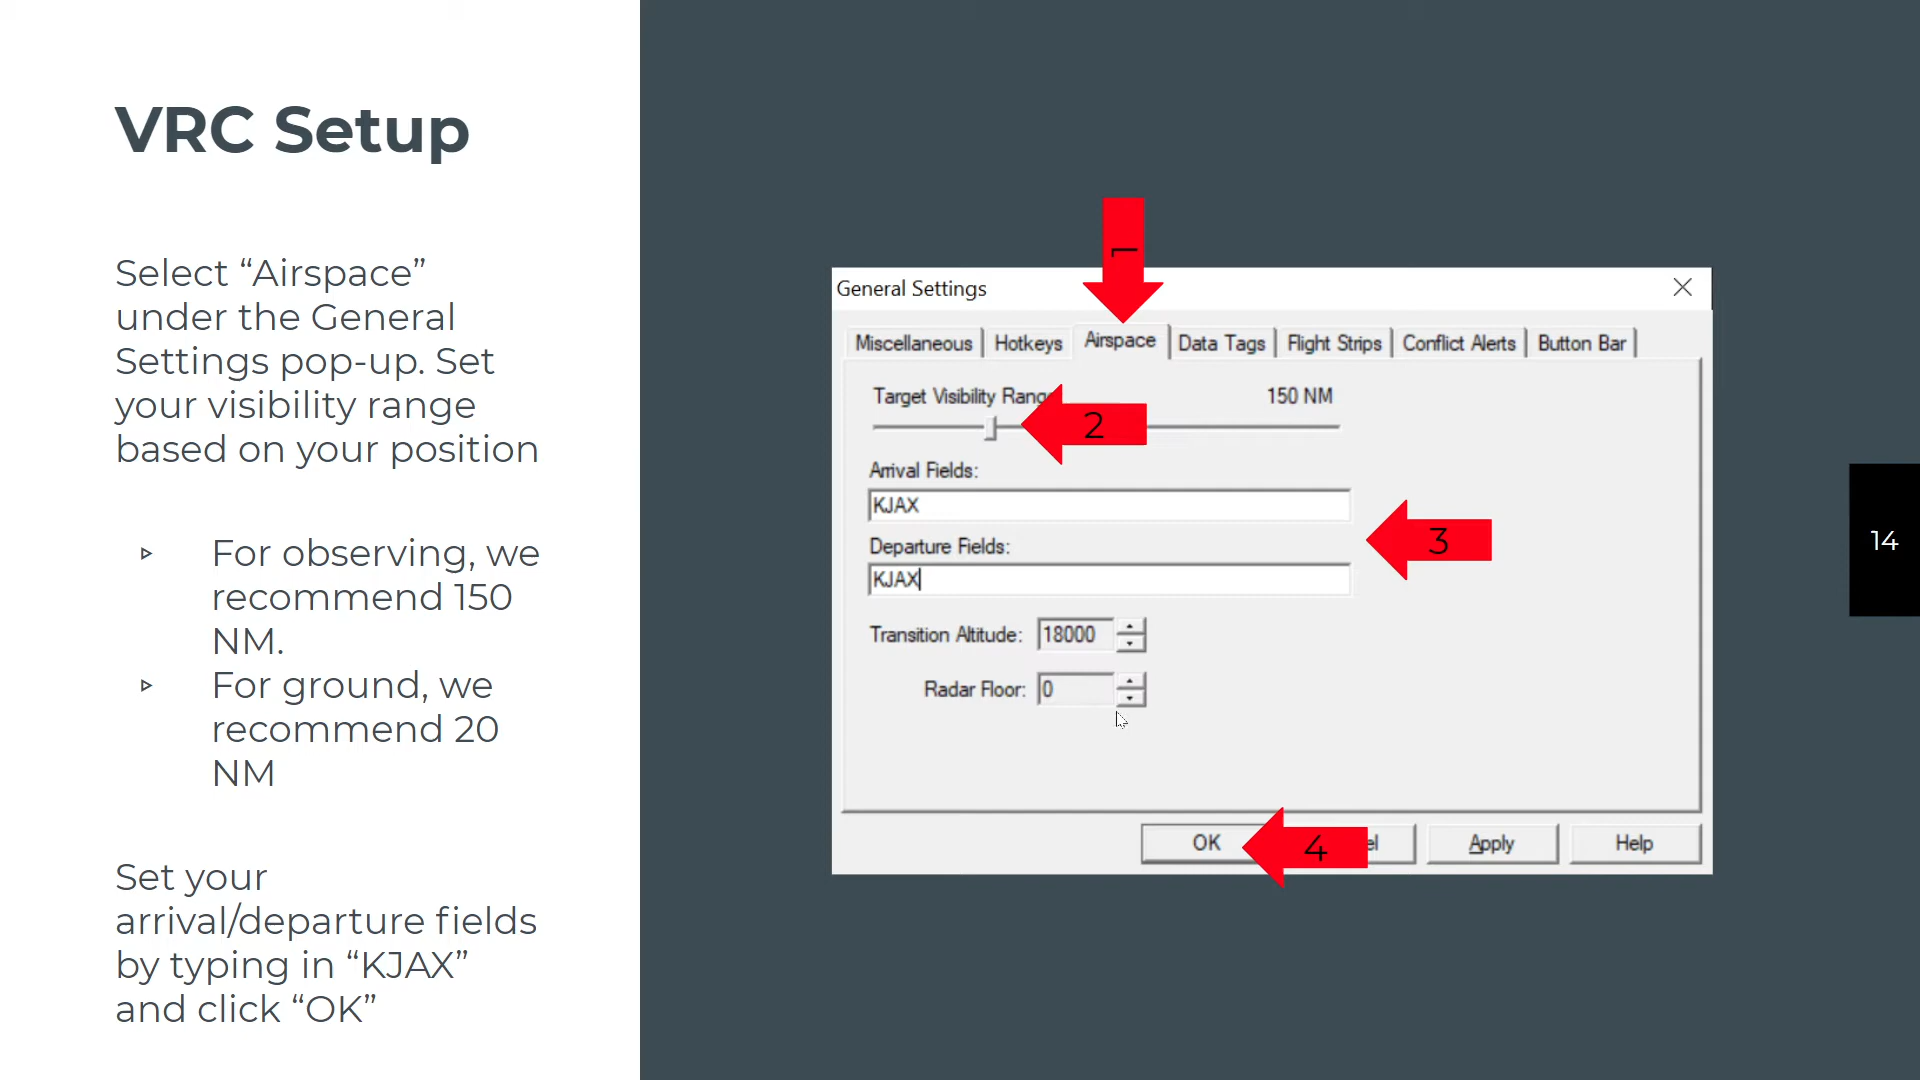 VRC Setup
Select “Airspace”
under the General
Settings pop-up. Set
your visibility range
based on your position
▹ For observing, we
recommend 150
NM.
▹ For ground, we
recommend 20
NM
Set your
arrival/departure fields
by typing in “KJAX”
and click “OK”
1
General Settings
Miscellaneous Hotkeys Airspace Data Tags Flight Strips Conflict Alerts Button Bar
Target Visibility Range 150 NM
2
Arrival Fields:
KJAX
3
Departure Fields:
KJAX
Transition Altitude: 18000
Radar Floor: 0
OK 4 el Apply Help
14